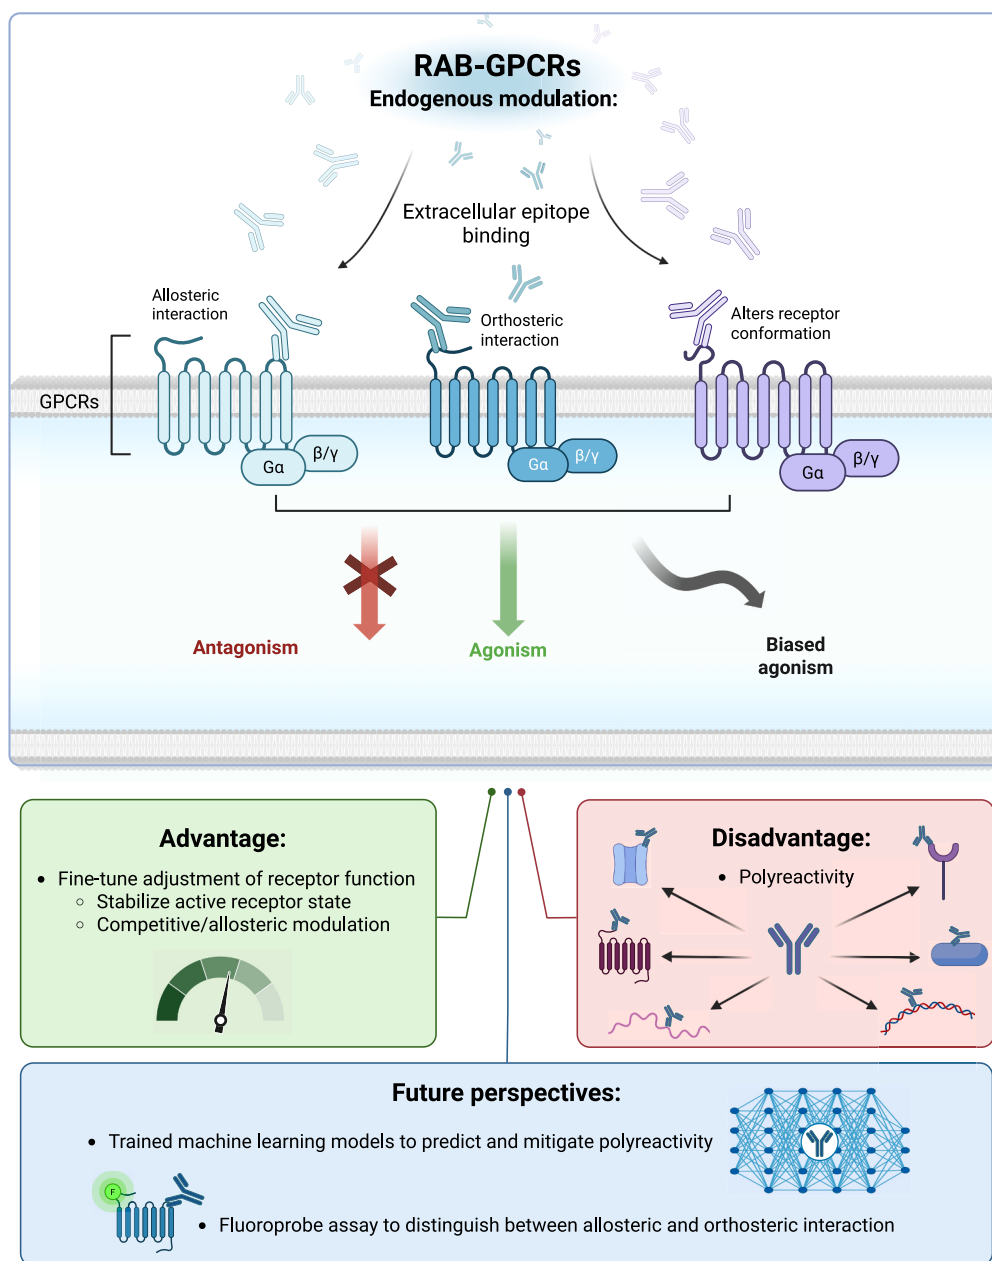 RAB-GPCRs
Endogenous modulation:
Extracellular epitope
binding
Allosteric
interaction
Orthosteric
interaction
Alters receptor
conformation
GPCRs
Gα
β/γ
Gα
β/γ
Gα
β/γ
Antagonism
Agonism
Biased
agonism
Advantage:
• Fine-tune adjustment of receptor function
○ Stabilize active receptor state
○ Competitive/allosteric modulation
Disadvantage:
• Polyreactivity
Future perspectives:
• Trained machine learning models to predict and mitigate polyreactivity
F
• Fluoroprobe assay to distinguish between allosteric and orthosteric interaction